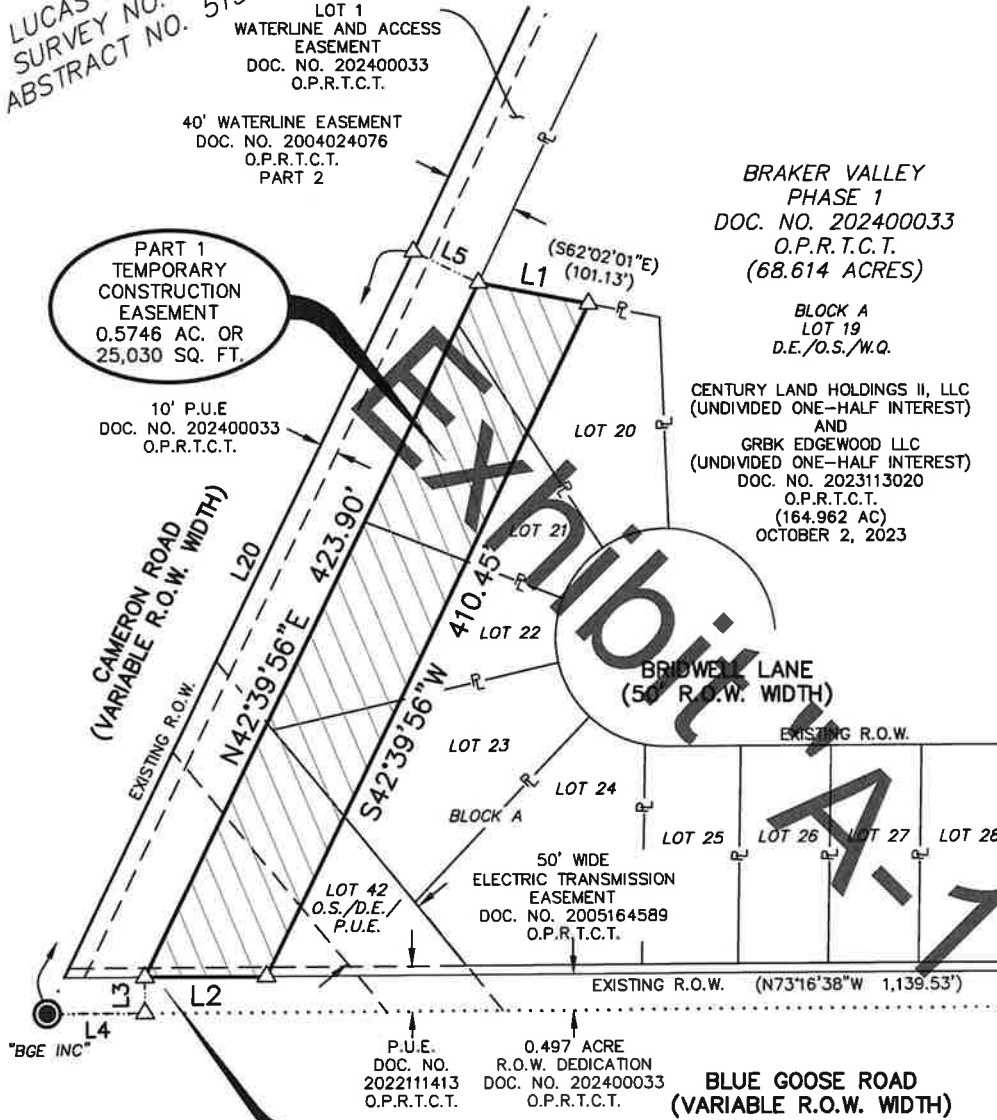 LUCAS
SURVEY NO.
ABSTRACT NO.
LOT 1
WATERLINE AND ACCESS
EASEMENT
DOC. NO. 202400033
O.P.R.T.C.T.
40' WATERLINE EASEMENT
DOC. NO. 2004024076
O.P.R.T.C.T.
PART 2
BRAKER VALLEY
PHASE 1
DOC. NO. 202400033
O.P.R.T.C.T.
(68.614 ACRES)
BLOCK A
LOT 19
D.E./O.S./W.Q.
CENTURY LAND HOLDINGS II, LLC
(UNDIVIDED ONE-HALF INTEREST)
AND
GRBK EDGEWOOD LLC
(UNDIVIDED ONE-HALF INTEREST)
DOC. NO. 2023113020
O.P.R.T.C.T.
(164.962 AC)
OCTOBER 2, 2023
PART 1
TEMPORARY
CONSTRUCTION
EASEMENT
0.5746 AC. OR
25,030 SQ. FT.
L5
L1
(S62°02'01"E)
(101.13')
10' P.U.E
DOC. NO. 202400033
O.P.R.T.C.T.
CAMERON ROAD
(VARIABLE R.O.W. WIDTH)
L20
EXISTING R.O.W.
N42°39'56"E 423.90'
S42°39'56"W 410.45'
LOT 20
LOT 21
LOT 22
LOT 23
LOT 24
BLOCK A
BRIDWELL LANE
(50' R.O.W. WIDTH)
EXISTING R.O.W.
LOT 25
LOT 26
LOT 27
LOT 28
50' WIDE
ELECTRIC TRANSMISSION
EASEMENT
DOC. NO. 2005164589
O.P.R.T.C.T.
LOT 42
O.S./D.E./
P.U.E.
EXISTING R.O.W. (N73°16'38"W 1,139.53')
L3
L2
L4
"BGE INC"
P.U.E.
DOC. NO.
2022111413
O.P.R.T.C.T.
0.497 ACRE
R.O.W. DEDICATION
DOC. NO. 202400033
O.P.R.T.C.T.
BLUE GOOSE ROAD
(VARIABLE R.O.W. WIDTH)
Exhibit "A-1